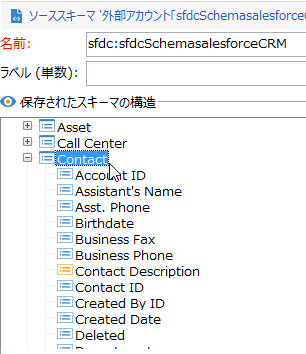 ソーススキーマ '外部アカウント「sfdcSchemasalesforce
名前: sfdc:sfdcSchemasalesforceCRM
ラベル (単数):
保存されたスキーマの構造
Asset
Call Center
Contact
Account ID
Assistant's Name
Asst. Phone
Birthdate
Business Fax
Business Phone
Contact Description
Contact ID
Created By ID
Created Date
Deleted